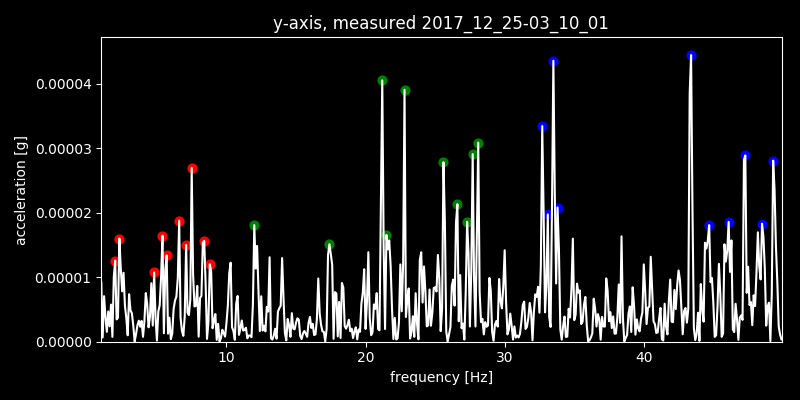 y-axis, measured 2017_12_25-03_10_01
acceleration [g]
0.00004
0.00003
0.00002
0.00001
0.00000
10 20 30 40
frequency [Hz]